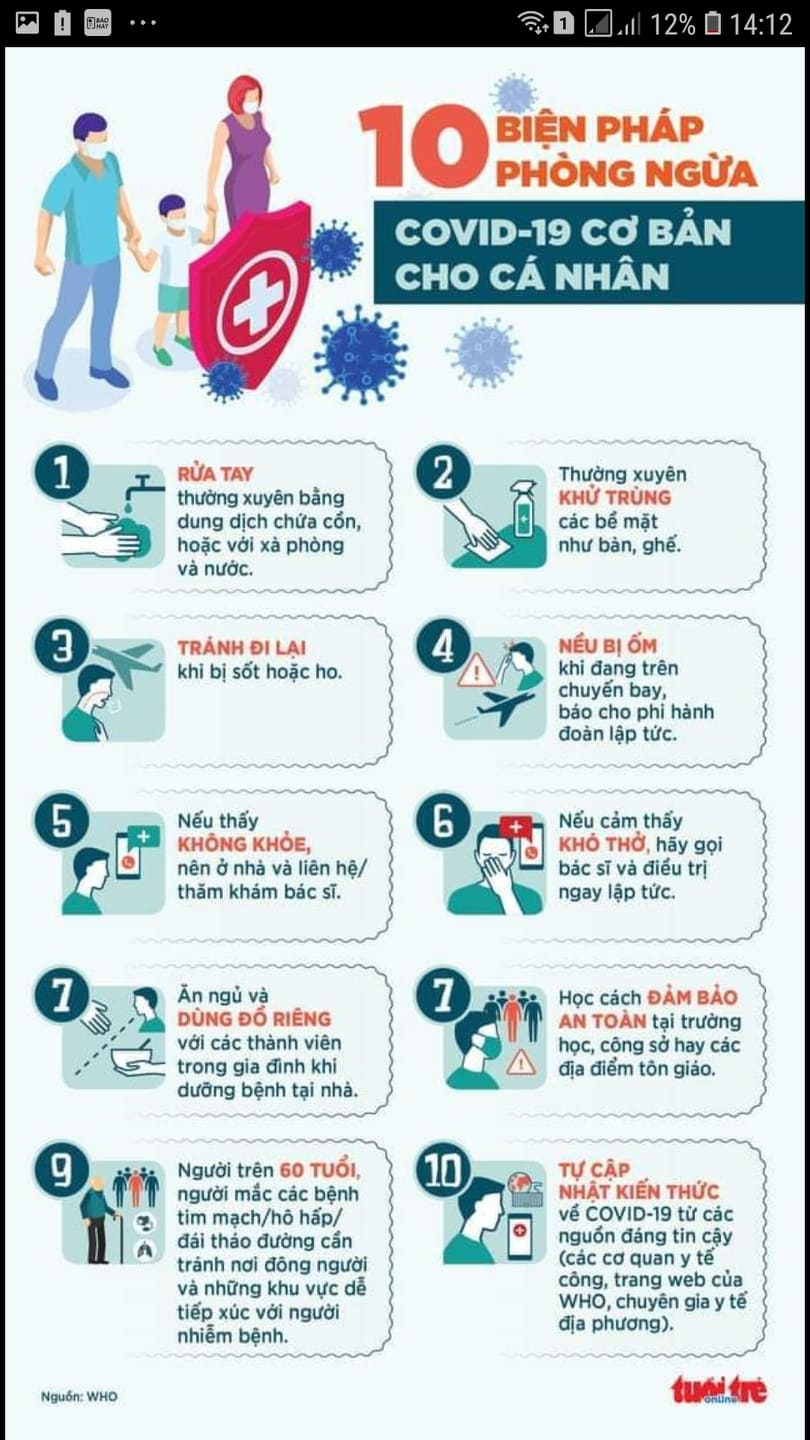 12% 14:12
10 BIỆN PHÁP
PHÒNG NGỪA
COVID-19 CƠ BẢN
CHO CÁ NHÂN
1
RỬA TAY
thường xuyên bằng
dung dịch chứa cồn,
hoặc với xà phòng
và nước.
2
Thường xuyên
KHỬ TRÙNG
các bề mặt
như bàn, ghế.
3
TRÁNH ĐI LẠI
khi bị sốt hoặc ho.
4
NẾU BỊ ỐM
khi đang trên
chuyến bay,
báo cho phi hành
đoàn lập tức.
5
Nếu thấy
KHÔNG KHỎE,
nên ở nhà và liên hệ/
thăm khám bác sĩ.
6
Nếu cảm thấy
KHÓ THỞ, hãy gọi
bác sĩ và điều trị
ngay lập tức.
7
Ăn ngủ và
DÙNG ĐỒ RIÊNG
với các thành viên
trong gia đình khi
dưỡng bệnh tại nhà.
7
Học cách ĐẢM BẢO
AN TOÀN tại trường
học, công sở hay các
địa điểm tôn giáo.
9
Người trên 60 TUỔI,
người mắc các bệnh
tim mạch/hô hấp/
đái tháo đường cần
tránh nơi đông người
và những khu vực dễ
tiếp xúc với người
nhiễm bệnh.
10
TỰ CẬP
NHẬT KIẾN THỨC
về COVID-19 từ các
nguồn đáng tin cậy
(các cơ quan y tế
công, trang web của
WHO, chuyên gia y tế
địa phương).
Nguồn: WHO
tuổi trẻ
online